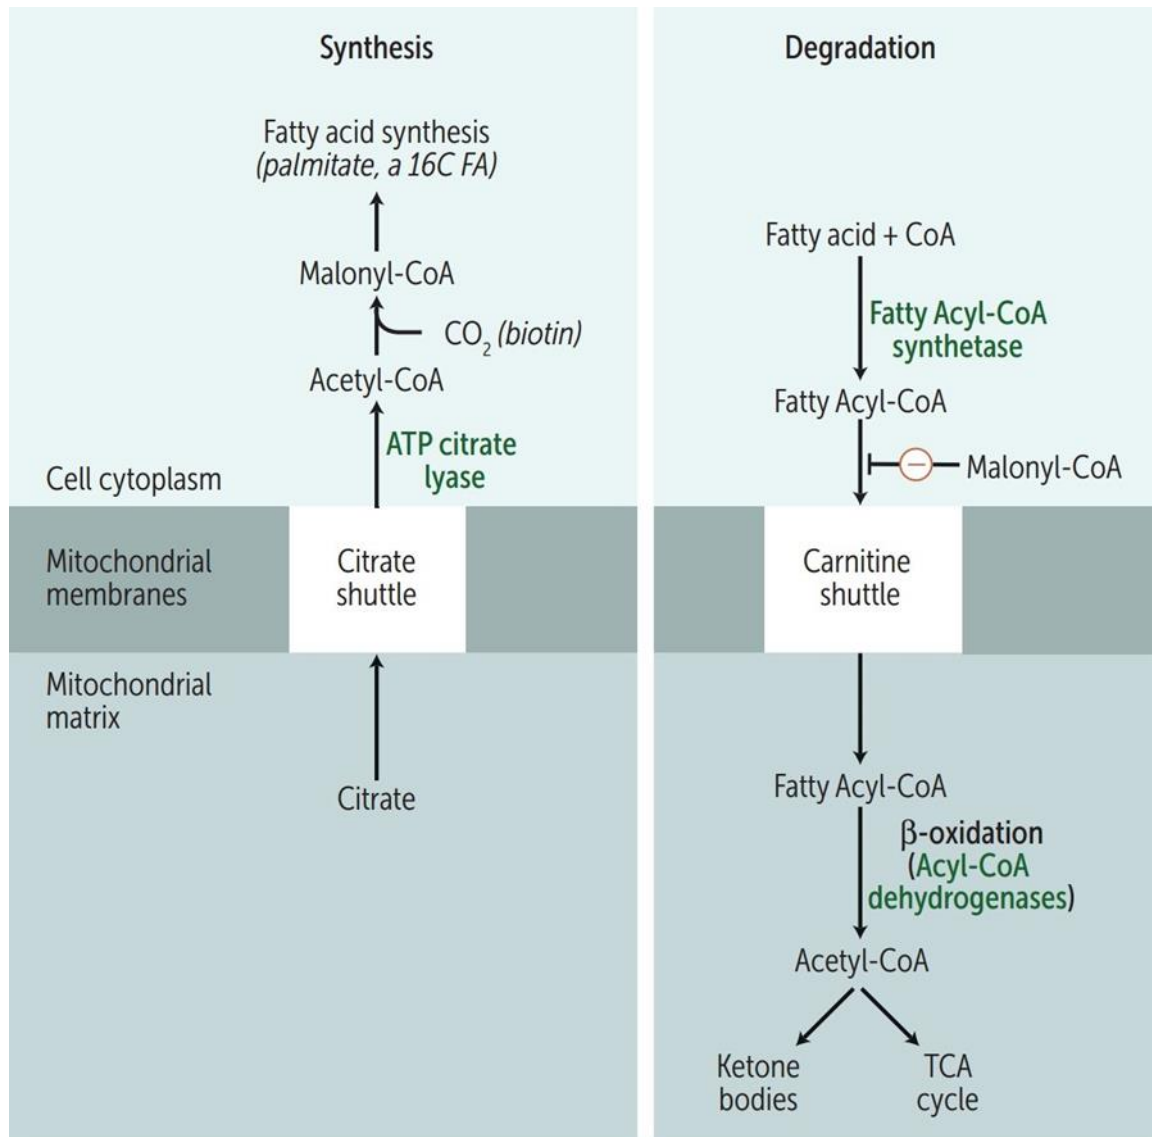 Synthesis
Fatty acid synthesis
(palmitate, a 16C FA)
Malonyl-CoA
CO₂ (biotin)
Acetyl-CoA
ATP citrate
lyase
Cell cytoplasm
Mitochondrial
membranes
Citrate
shuttle
Mitochondrial
matrix
Citrate
Degradation
Fatty acid + CoA
Fatty Acyl-CoA
synthetase
Fatty Acyl-CoA
−
Malonyl-CoA
Carnitine
shuttle
Fatty Acyl-CoA
β-oxidation
(Acyl-CoA
dehydrogenases)
Acetyl-CoA
Ketone
bodies
TCA
cycle